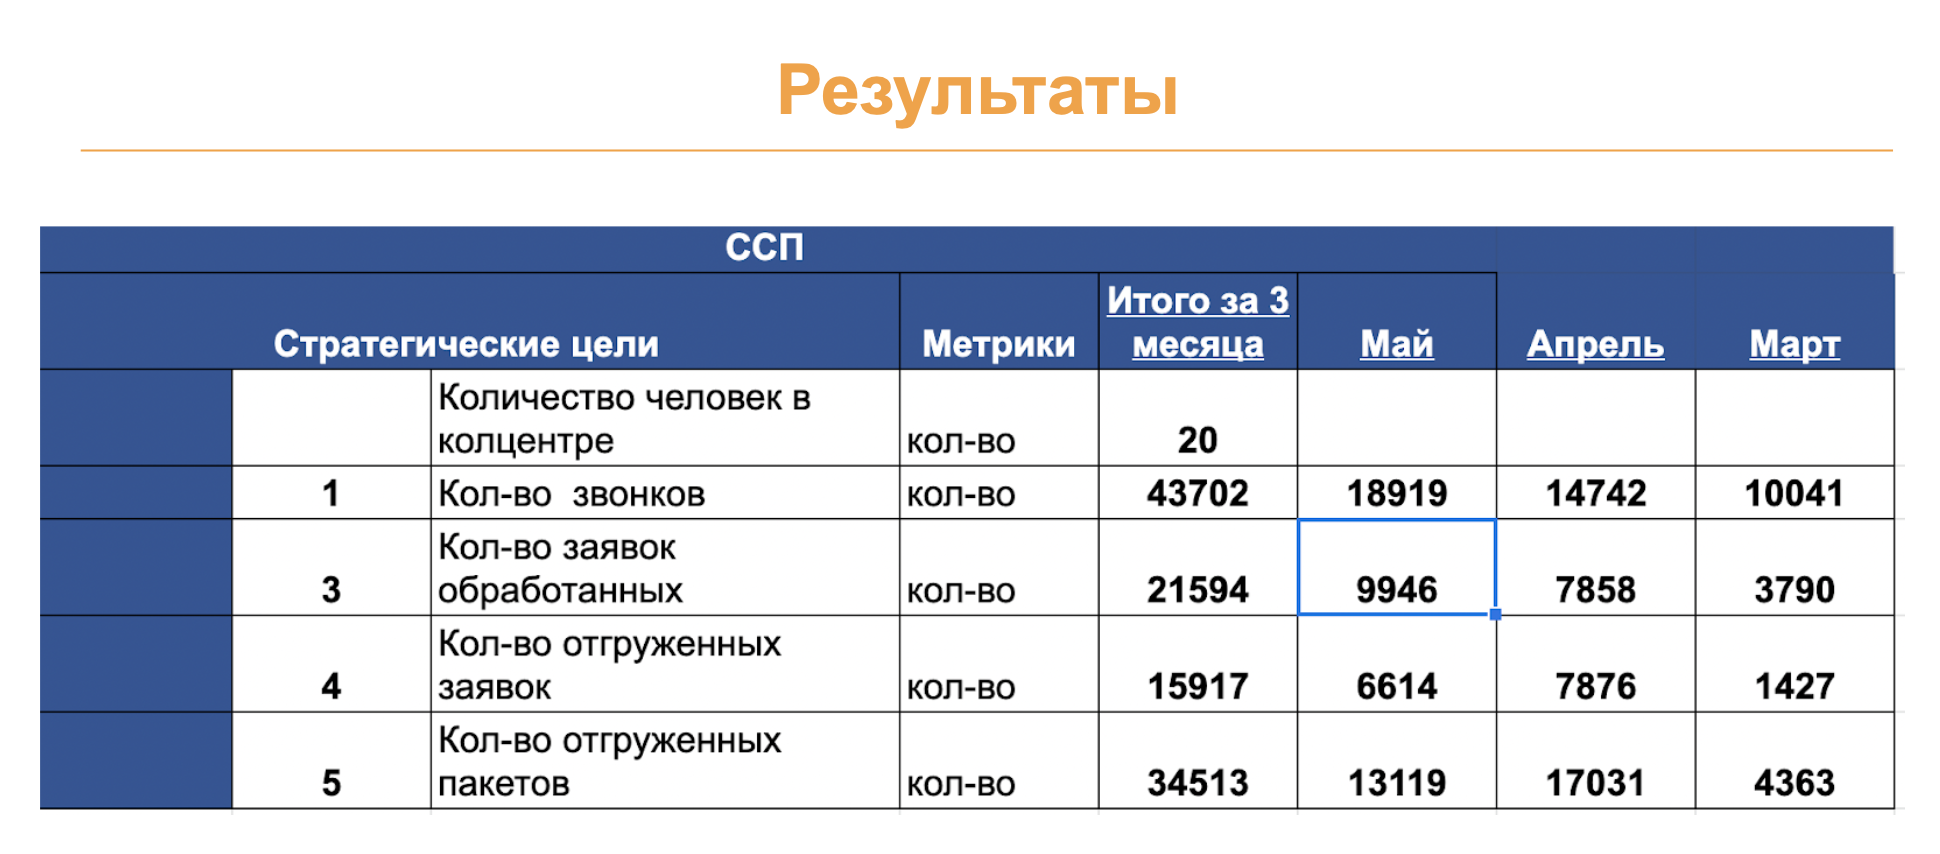 Результаты
ССП
Стратегические цели Метрики Итого за 3 месяца Май Апрель Март
Количество человек в
колцентре кол-во 20
1 Кол-во звонков кол-во 43702 18919 14742 10041
Кол-во заявок
3 обработанных кол-во 21594 9946 7858 3790
Кол-во отгруженных
4 заявок кол-во 15917 6614 7876 1427
Кол-во отгруженных
5 пакетов кол-во 34513 13119 17031 4363